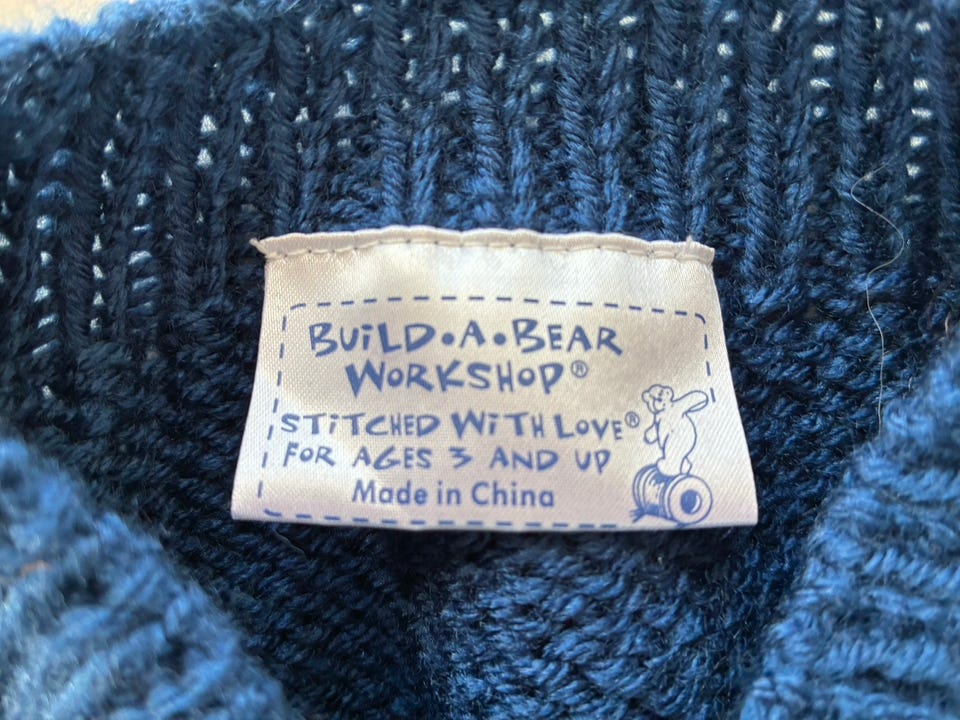 BUiLD•A•BEAR
WORKSHOP®
STiTCHED WiTH LOVE®
FOR AGES 3 AND UP
Made in China